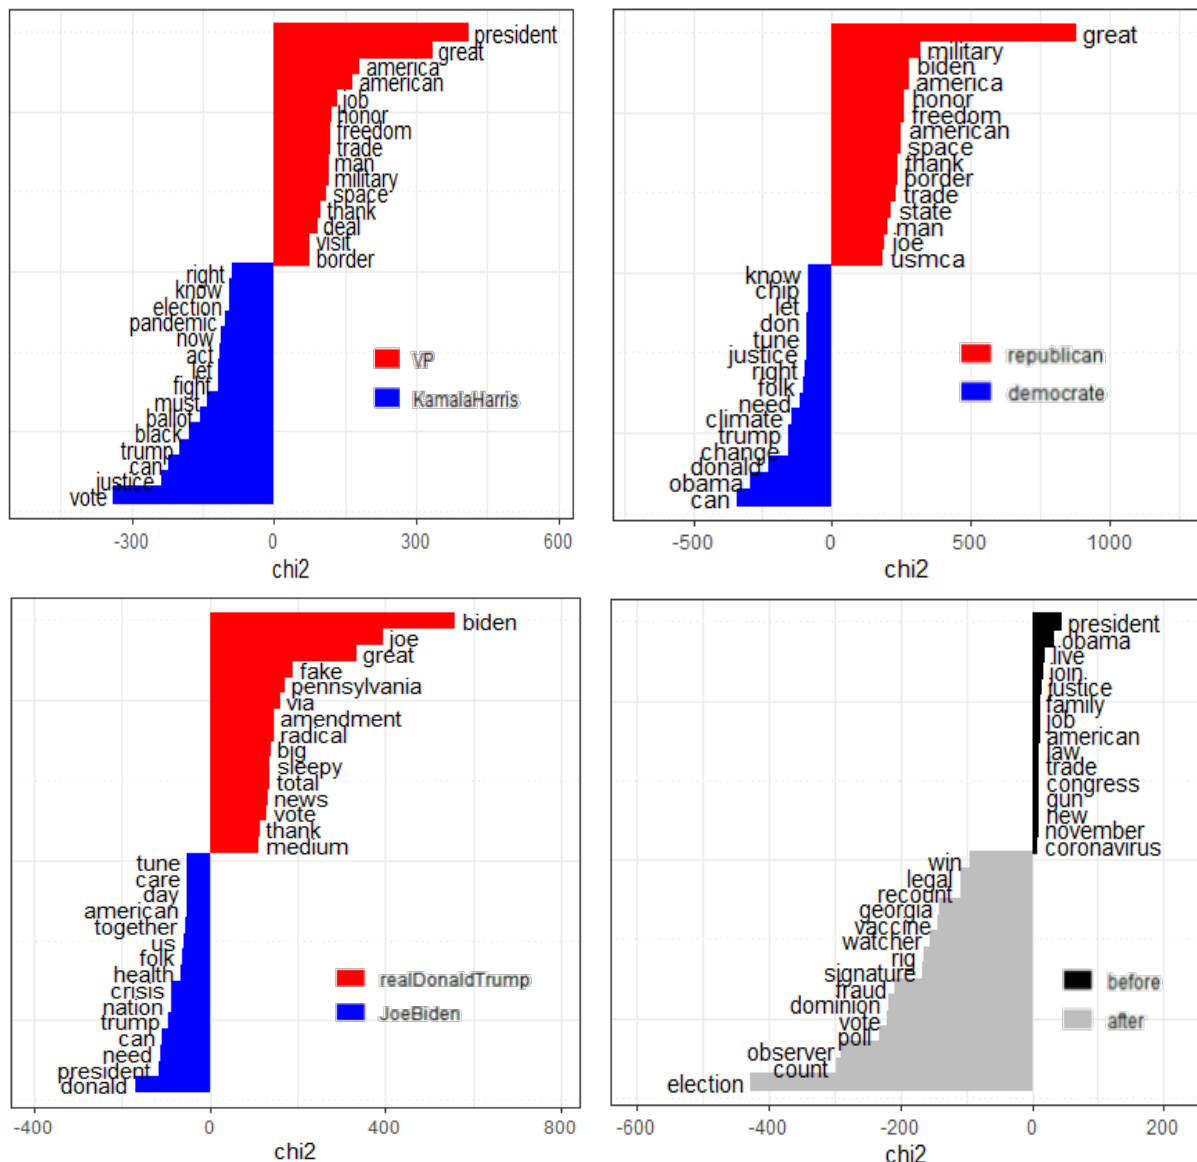 president
great
america
american
job
honor
freedom
trade
man
military
space
thank
deal
visit
border
right
know
election
pandemic
now
act
let
fight
must
ballot
black
trump
can
justice
vote
VP
KamalaHarris
-300
0
300
600
chi2
great
military
biden
america
honor
freedom
american
space
thank
border
trade
state
man
joe
usmca
know
chip
let
don
tune
justice
right
folk
need
climate
trump
change
donald
obama
can
republican
democrate
-500
0
500
1000
chi2
biden
joe
great
fake
pennsylvania
via
amendment
radical
big
sleepy
total
news
vote
thank
medium
tune
care
day
american
together
us
folk
health
crisis
nation
trump
can
need
president
donald
realDonaldTrump
JoeBiden
-400
0
400
800
chi2
president
obama
live
join
justice
family
job
american
law
trade
congress
gun
new
november
coronavirus
win
legal
recount
georgia
vaccine
watcher
rig
signature
fraud
dominion
vote
poll
observer
count
election
before
after
-600
-400
-200
0
200
chi2